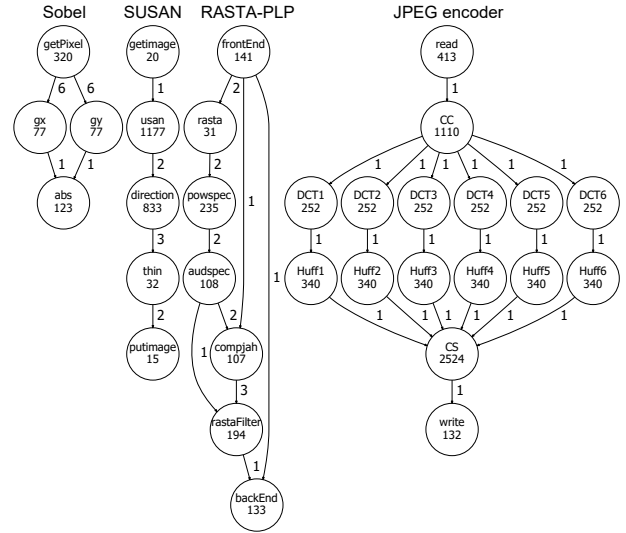 Sobel SUSAN RASTA-PLP JPEG encoder
getPixel
320
6 6
gx
77
gy
77
1 1
abs
123
getimage
20
1
usan
1177
2
direction
833
3
thin
32
2
putimage
15
frontEnd
141
2
rasta
31
2
powspec
235
1
2
audspec
108
1
2
1
compjah
107
3
rastaFilter
194
1
backEnd
133
read
413
1
CC
1110
1 1 1 1 1 1
DCT1
252
DCT2
252
DCT3
252
DCT4
252
DCT5
252
DCT6
252
1 1 1 1 1 1
Huff1
340
Huff2
340
Huff3
340
Huff4
340
Huff5
340
Huff6
340
1 1 1 1 1 1
CS
2524
1
write
132